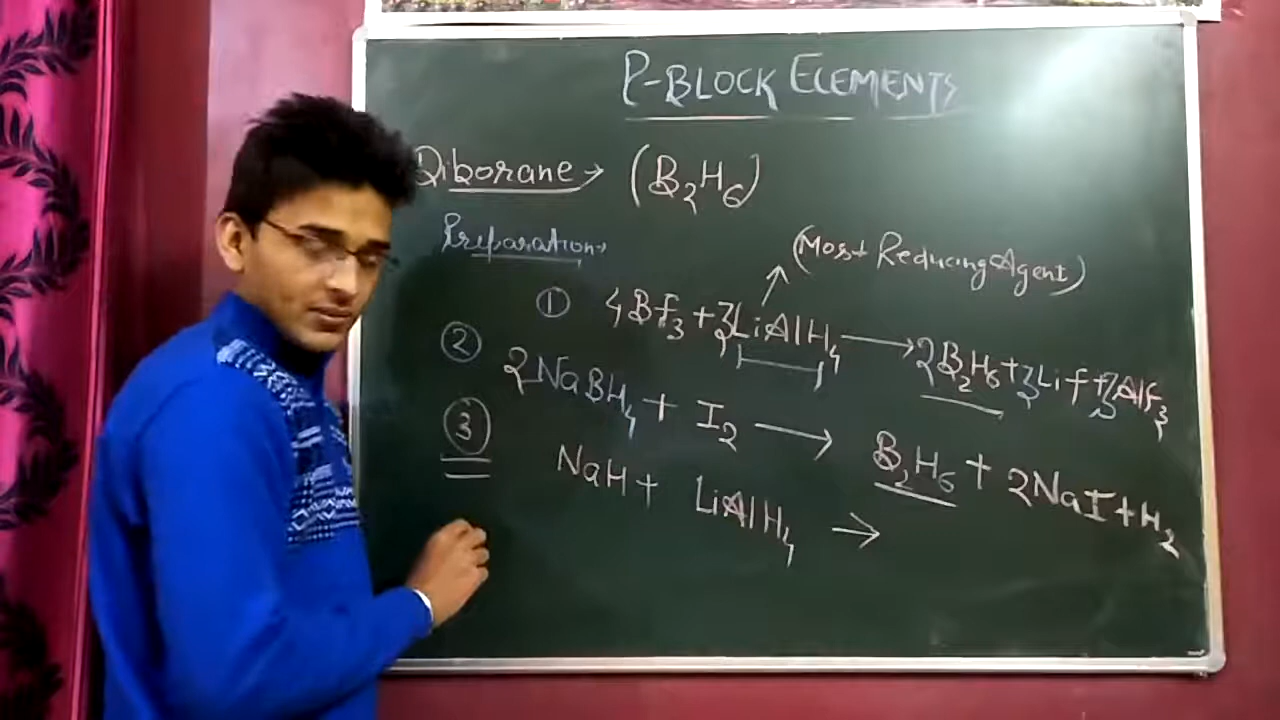 P-BLOCK ELEMENTS
Diborane → (B₂H₆)
Preparation
(Most Reducing Agent)
① 4Bf₃ + 3LiAlH₄ → 2B₂H₆ + 3Lif + 3Alf₃
② 2NaBH₄ + I₂ → B₂H₆ + 2NaI + H₂
③ NaH + LiAlH₄ →